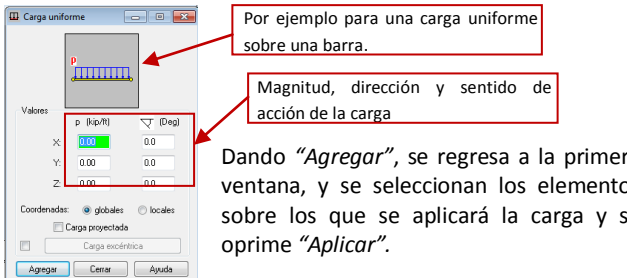 Carga uniforme
p
Valores
p (kip/ft) (Deg)
X: 0.00 0.0
Y: 0.00 0.0
Z: 0.00 0.0
Coordenadas: globales locales
Carga proyectada
Carga excéntrica
Agregar Cerrar Ayuda
Por ejemplo para una carga uniforme
sobre una barra.
Magnitud, dirección y sentido de
acción de la carga
Dando “Agregar”, se regresa a la primer
ventana, y se seleccionan los elemento
sobre los que se aplicará la carga y s
oprime “Aplicar”.